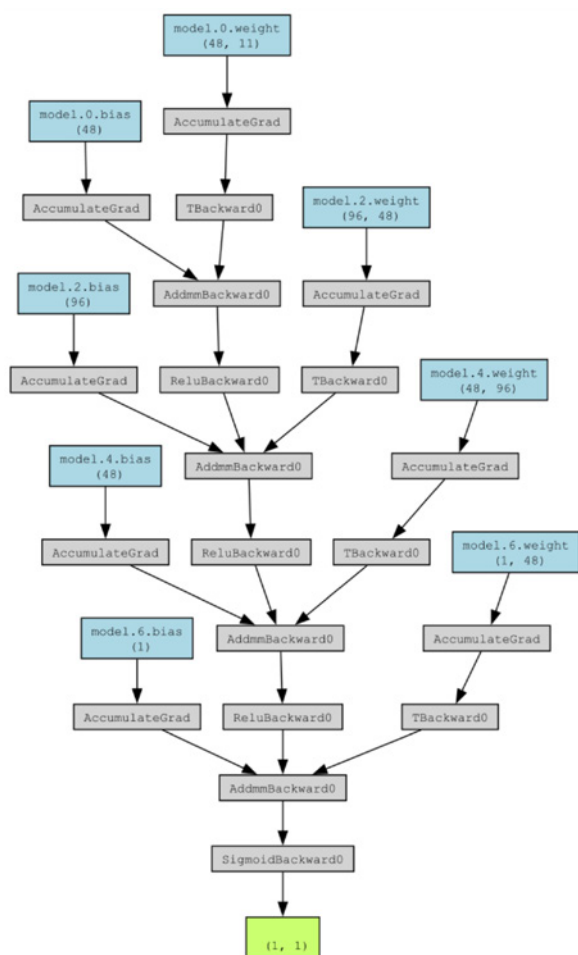 model.0.weight
(48, 11)
model.0.bias
(48)
AccumulateGrad
AccumulateGrad
TBackward0
model.2.weight
(96, 48)
model.2.bias
(96)
AddmmBackward0
AccumulateGrad
AccumulateGrad
ReluBackward0
TBackward0
model.4.weight
(48, 96)
model.4.bias
(48)
AddmmBackward0
AccumulateGrad
AccumulateGrad
ReluBackward0
TBackward0
model.6.weight
(1, 48)
model.6.bias
(1)
AddmmBackward0
AccumulateGrad
AccumulateGrad
ReluBackward0
TBackward0
AddmmBackward0
SigmoidBackward0
(1, 1)